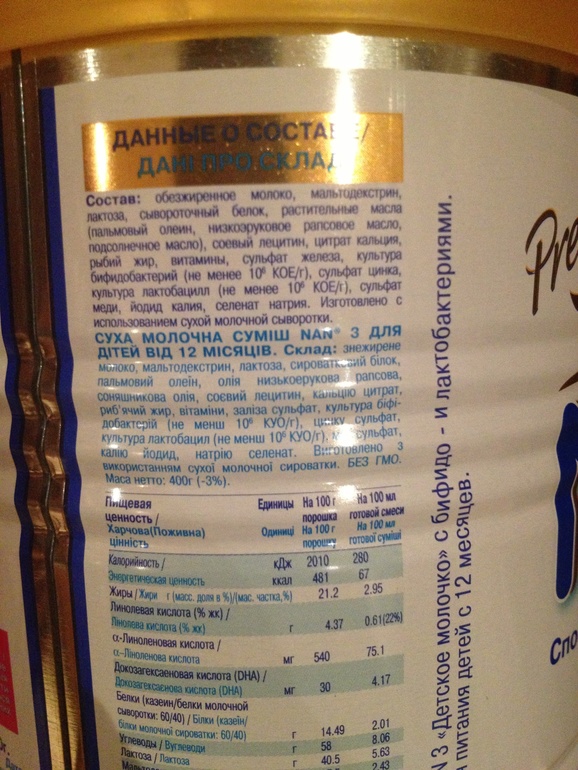 ДАННЫЕ О СОСТАВЕ/
ДАНІ ПРО СКЛАД
Состав: обезжиренное молоко, мальтодекстрин,
лактоза, сывороточный белок, растительные масла
(пальмовый олеин, низкоэруковое рапсовое масло,
подсолнечное масло), соевый лецитин, цитрат кальция,
рыбий жир, витамины, сульфат железа, культура
бифидобактерий (не менее 10⁶ КОЕ/г), сульфат цинка,
культура лактобацилл (не менее 10⁶ КОЕ/г), сульфат
меди, йодид калия, селенат натрия. Изготовлено с
использованием сухой молочной сыворотки.
СУХА МОЛОЧНА СУМІШ NAN® 3 ДЛЯ
ДІТЕЙ ВІД 12 МІСЯЦІВ. Склад: знежирене
молоко, мальтодекстрин, лактоза, сироватковий білок,
пальмовий олеїн, олія низькоерукова рапсова,
соняшникова олія, соєвий лецитин, кальцію цитрат,
риб'ячий жир, вітаміни, заліза сульфат, культура біфі-
добактерій (не менш 10⁶ КУО/г), цинку сульфат,
культура лактобацил (не менш 10⁶ КУО/г), сульфат,
калію йодид, натрію селенат. Виготовлено з
використанням сухої молочної сироватки. БЕЗ ГМО.
Маса нетто: 400г (-3%).
Пищевая ценность / Харчова(Поживна) цінність Единицы Одиниці На 100 г порошка На 100 г порошку На 100 мл готовой смеси На 100 мл готової суміші
Калорийность / кДж 2010 280
Энергетическая ценность ккал 481 67
Жиры / Жири г (масс. доля в %)/(мас. частка,%) 21.2 2.95
Линолевая кислота (% жк) /
Лінолева кислота (% жк) г 4.37 0.61(22%)
α-Линоленовая кислота /
α-Ліноленова кислота мг 540 75.1
Докозагексаеновая кислота (DHA) /
Докозагексаєнова кислота (DHA) мг 30 4.17
Белки (казеин/белки молочной
сыворотки: 60/40) / Білки (казеїн/
білки молочної сироватки: 60/40) г 14.49 2.01
Углеводы / Вуглеводи г 58 8.06
Лактоза / Лактоза г 40.5 5.63
2.43
N 3 «Детское молочко» с бифидо - и лактобактериями.
питания детей с 12 месяцев.
Pre
Спо